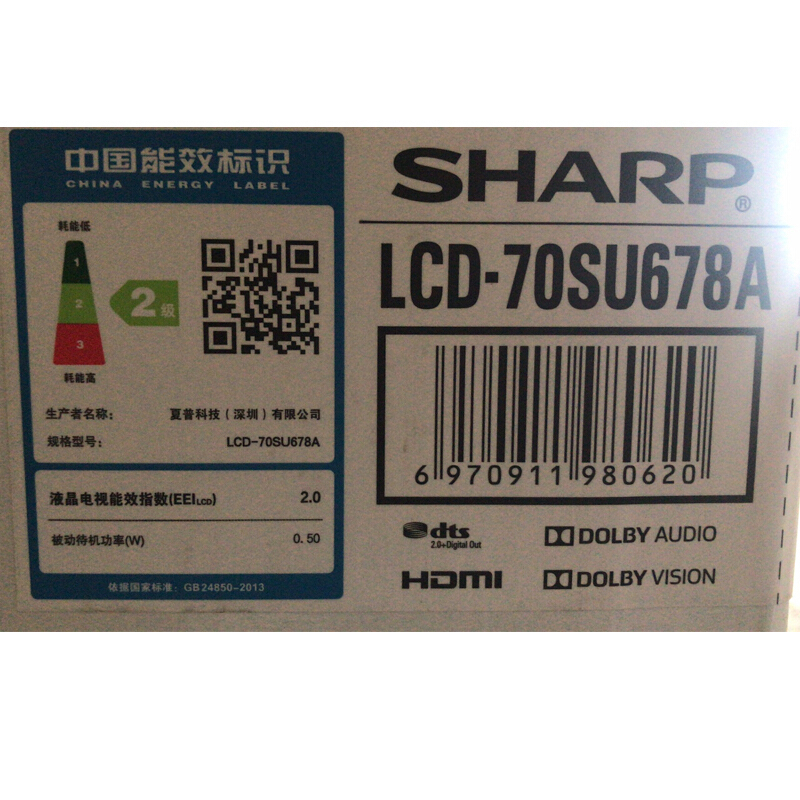 中国能效标识
CHINA ENERGY LABEL
耗能低
1
2
3
2级
耗能高
生产者名称： 夏普科技（深圳）有限公司
规格型号： LCD-70SU678A
液晶电视能效指数(EEILCD) 2.0
被动待机功率(W) 0.50
依据国家标准：GB24850-2013
SHARP®
LCD-70SU678A
6 970911 980620
dts
2.0+Digital Out
DOLBY AUDIO
HDMI
DOLBY VISION